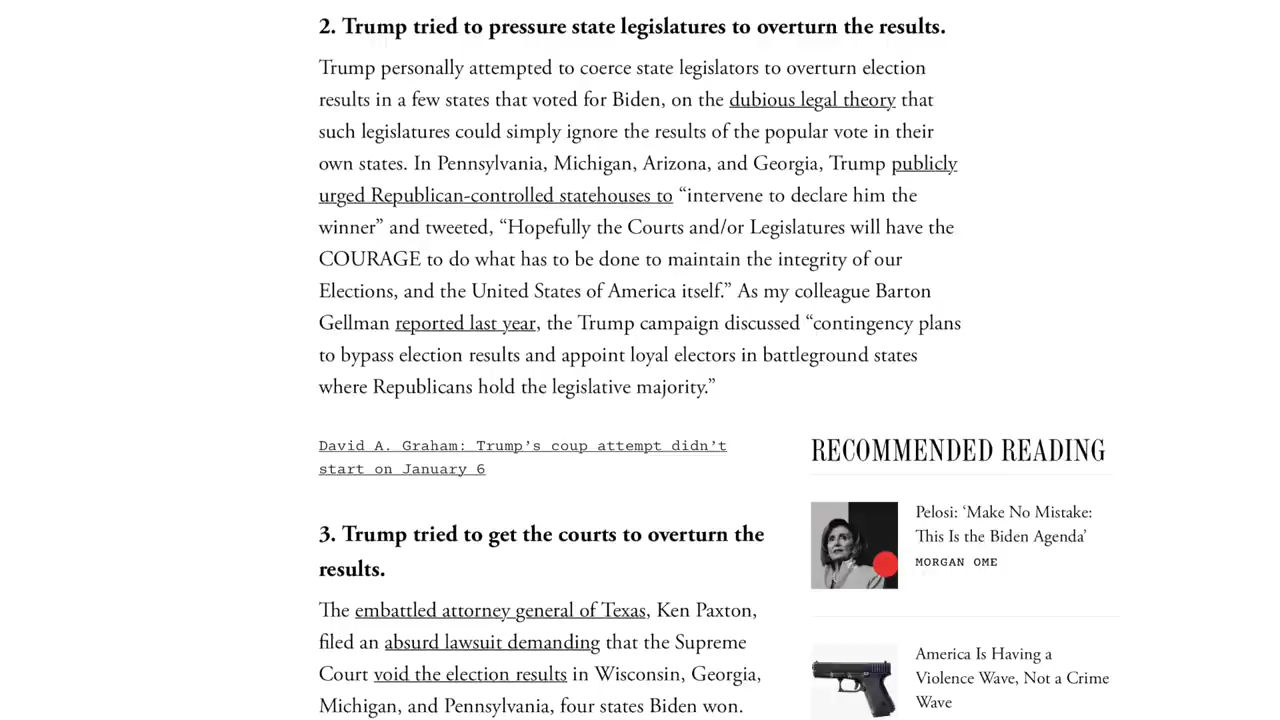 2. Trump tried to pressure state legislatures to overturn the results.
Trump personally attempted to coerce state legislators to overturn election
results in a few states that voted for Biden, on the dubious legal theory that
such legislatures could simply ignore the results of the popular vote in their
own states. In Pennsylvania, Michigan, Arizona, and Georgia, Trump publicly
urged Republican-controlled statehouses to “intervene to declare him the
winner” and tweeted, “Hopefully the Courts and/or Legislatures will have the
COURAGE to do what has to be done to maintain the integrity of our
Elections, and the United States of America itself.” As my colleague Barton
Gellman reported last year, the Trump campaign discussed “contingency plans
to bypass election results and appoint loyal electors in battleground states
where Republicans hold the legislative majority.”
David A. Graham: Trump’s coup attempt didn’t
start on January 6
3. Trump tried to get the courts to overturn the
results.
The embattled attorney general of Texas, Ken Paxton,
filed an absurd lawsuit demanding that the Supreme
Court void the election results in Wisconsin, Georgia,
Michigan, and Pennsylvania, four states Biden won.
RECOMMENDED READING
Pelosi: ‘Make No Mistake:
This Is the Biden Agenda’
MORGAN OME
America Is Having a
Violence Wave, Not a Crime
Wave